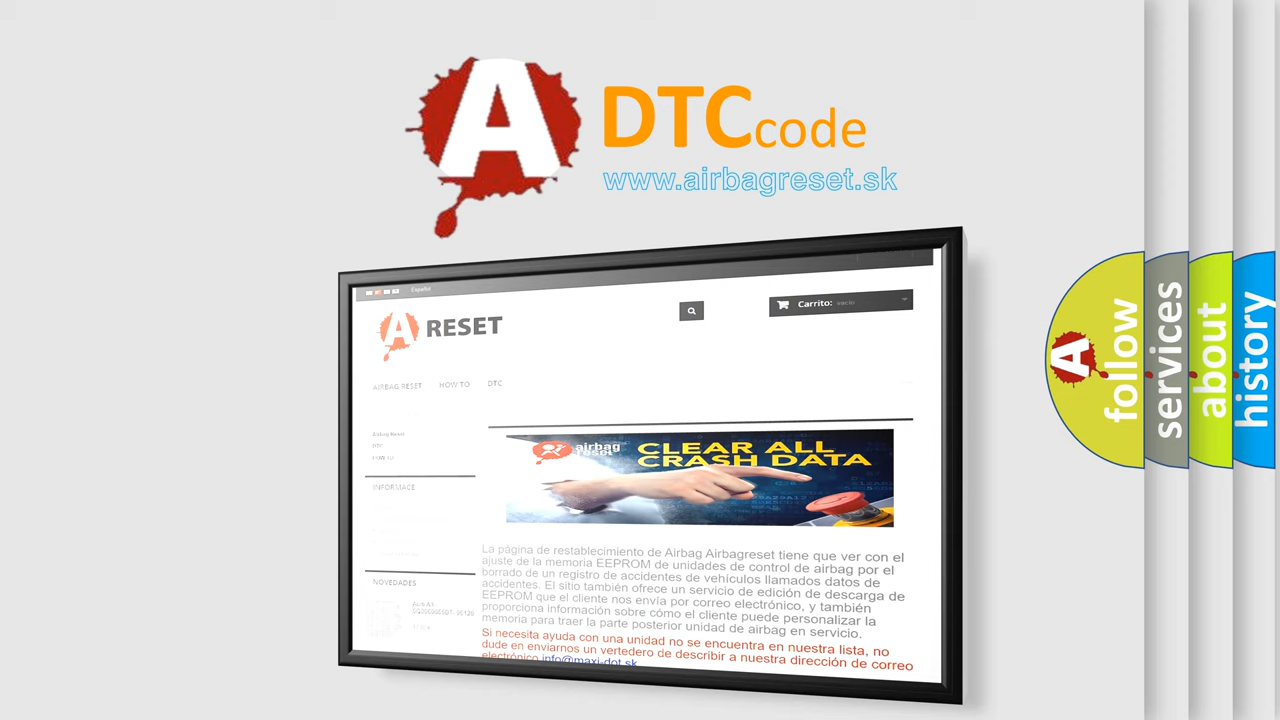 A
DTCcode
www.airbagreset.sk
Español
A RESET
Carrito: vacío
AIRBAG RESET HOW TO DTC
Airbag Reset
DTC
HOW TO
INFORMACE
airbag
reset
CLEAR ALL
CRASH DATA
La página de restablecimiento de Airbag Airbagreset tiene que ver con el
ajuste de la memoria EEPROM de unidades de control de airbag por el
borrado de un registro de accidentes de vehículos llamados datos de
accidentes. El sitio también ofrece un servicio de edición de descarga de
EEPROM que el cliente nos envía por correo electrónico, y también
proporciona información sobre cómo el cliente puede personalizar la
memoria para traer la parte posterior unidad de airbag en servicio.
Si necesita ayuda con una unidad no se encuentra en nuestra lista, no
dude en enviarnos un vertedero de describir a nuestra dirección de correo
electrónico info@maxi-dot.sk
NOVEDADES
A
follow
services
about
history